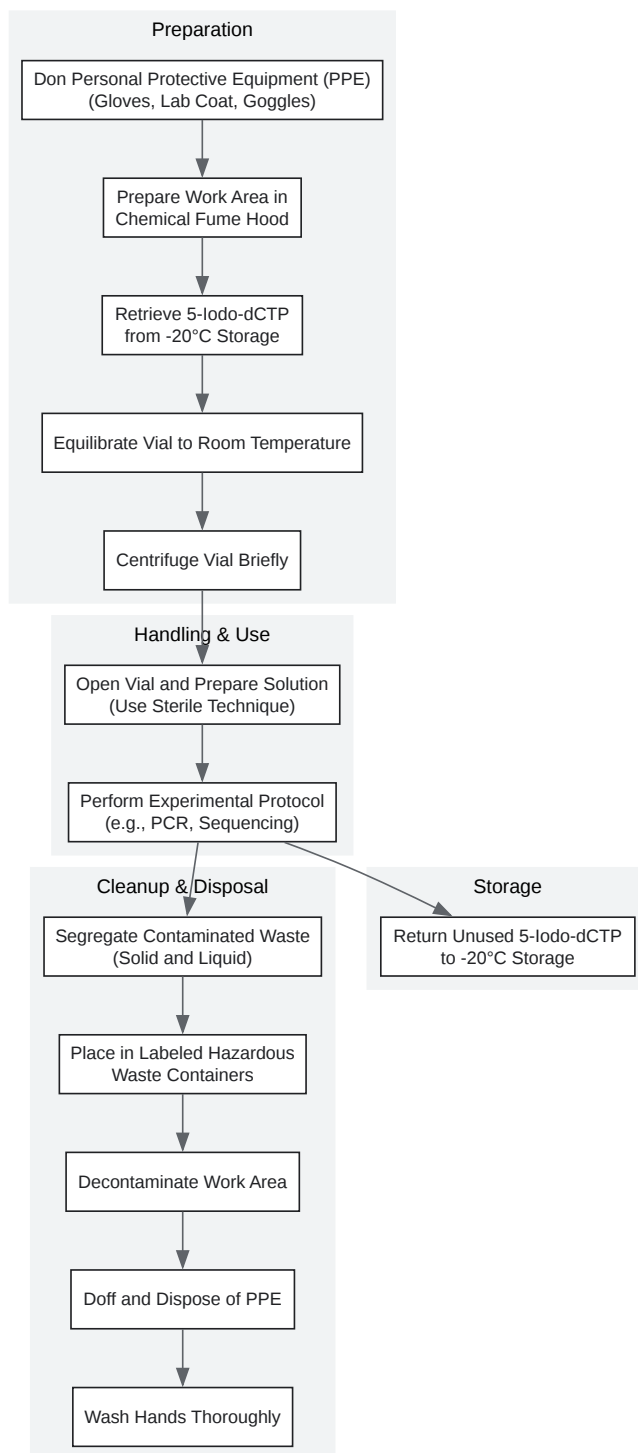 Preparation
Don Personal Protective Equipment (PPE)
(Gloves, Lab Coat, Goggles)
Prepare Work Area in
Chemical Fume Hood
Retrieve 5-Iodo-dCTP
from -20°C Storage
Equilibrate Vial to Room Temperature
Centrifuge Vial Briefly
Handling & Use
Open Vial and Prepare Solution
(Use Sterile Technique)
Perform Experimental Protocol
(e.g., PCR, Sequencing)
Cleanup & Disposal
Segregate Contaminated Waste
(Solid and Liquid)
Place in Labeled Hazardous
Waste Containers
Decontaminate Work Area
Doff and Dispose of PPE
Wash Hands Thoroughly
Storage
Return Unused 5-Iodo-dCTP
to -20°C Storage